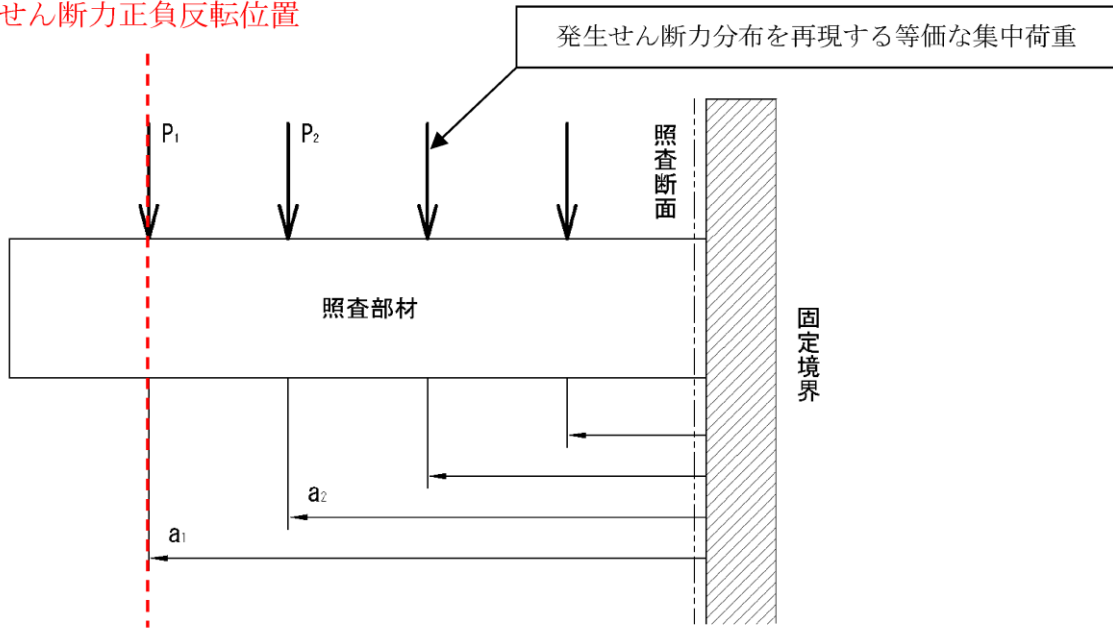 せん断力正負反転位置
発生せん断力分布を再現する等価な集中荷重
P₁
P₂
照査断面
照査部材
固定境界
a₂
a₁